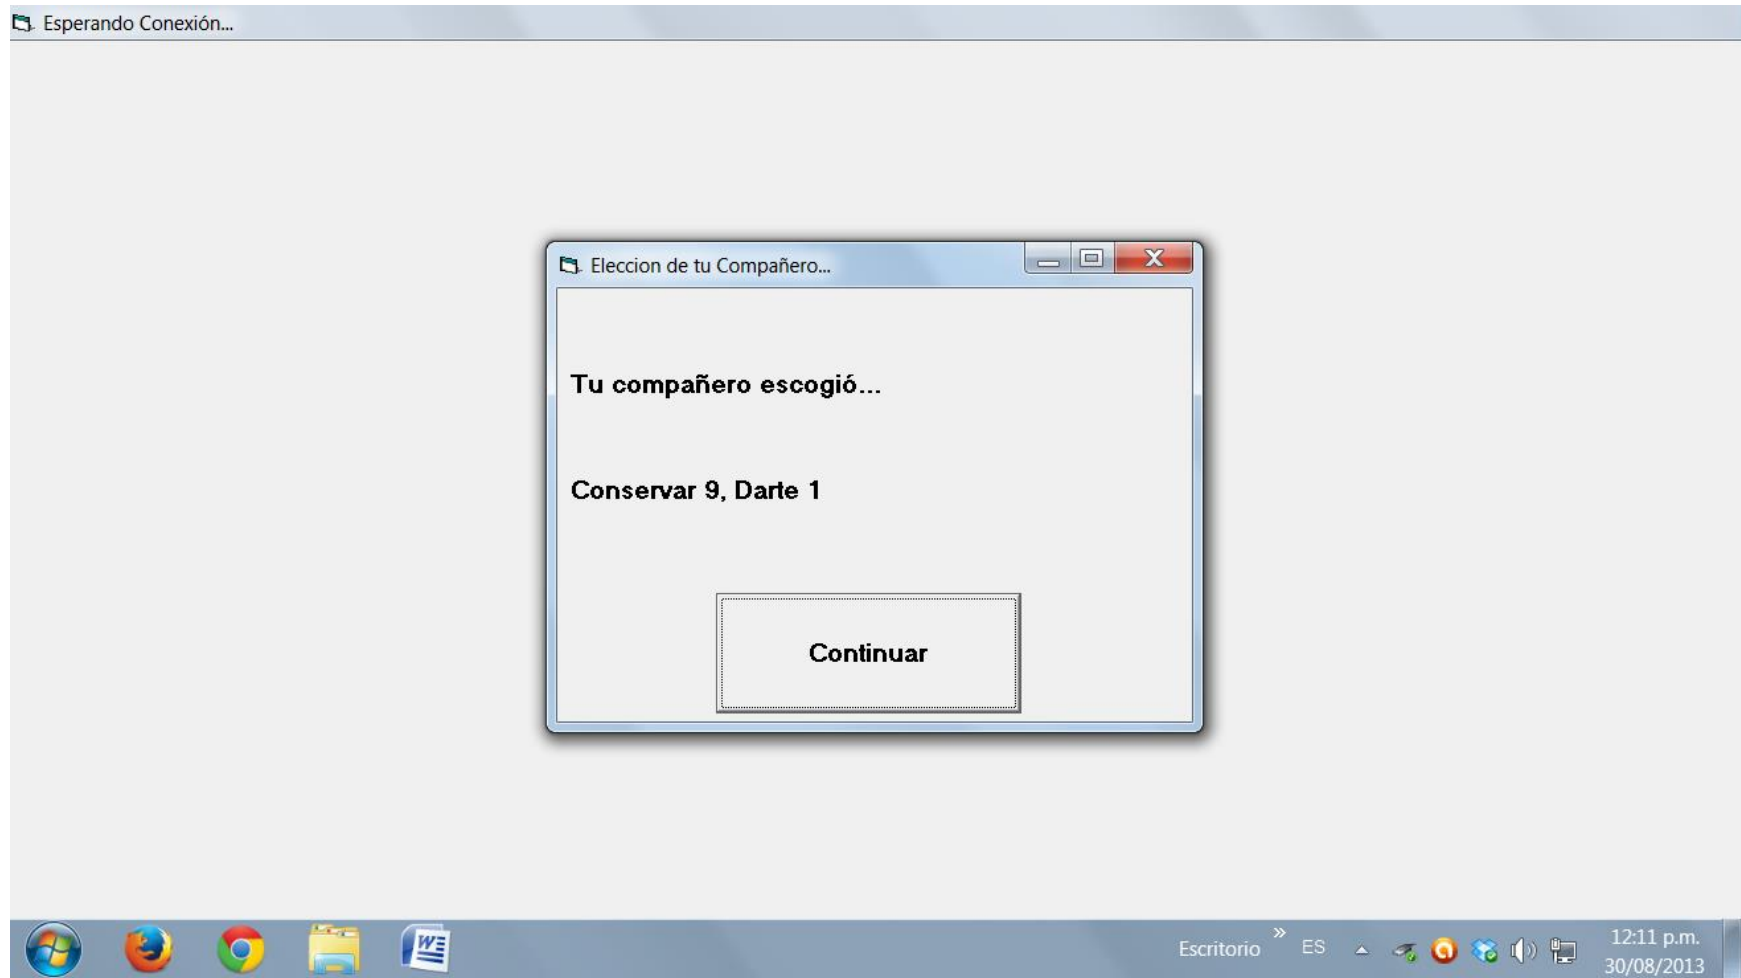 Esperando Conexión...
Eleccion de tu Compañero...
Tu compañero escogió...
Conservar 9, Darte 1
Continuar
Escritorio » ES 12:11 p.m.
30/08/2013